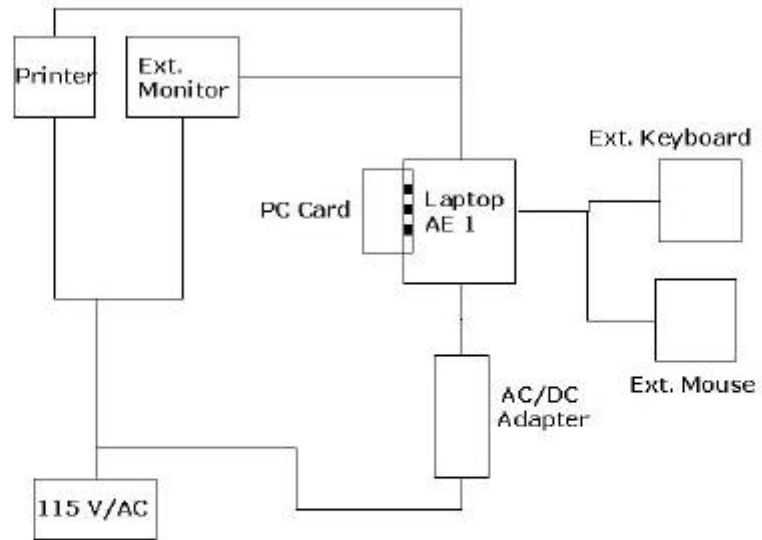 Printer
Ext.
Monitor
Ext. Keyboard
PC Card
Laptop
AE 1
Ext. Mouse
AC/DC
Adapter
115 V/AC